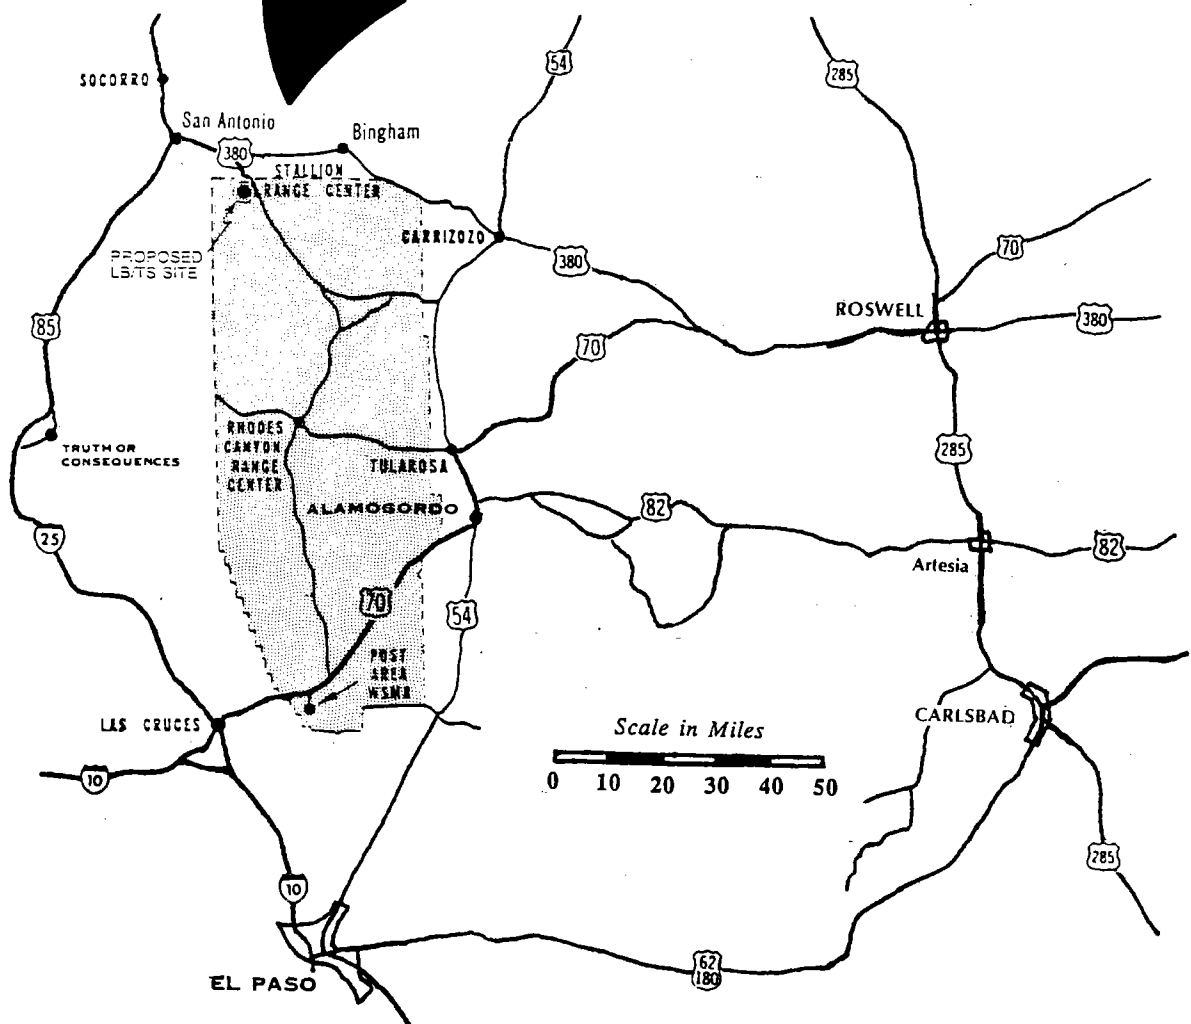 54
285
SOCORRO
San Antonio
Bingham
380
STALLION
RANGE CENTER
CARRIZOZO
70
380
PROPOSED
LB/TS SITE
ROSWELL
380
85
70
RHODES
CANYON
RANGE
CENTER
TRUTH OR
CONSEQUENCES
TULAROSA
285
ALAMOGORDO
82
25
82
Artesia
70
54
POST
AREA
WSMR
LAS CRUCES
CARLSBAD
Scale in Miles
0 10 20 30 40 50
10
285
10
62
180
EL PASO